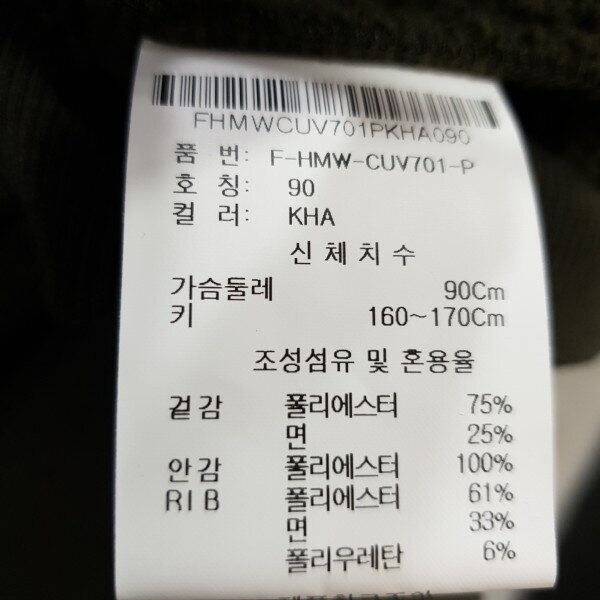 FHMWCUV701PKHA090
품 번: F-HMW-CUV701-P
호 칭: 90
컬 러: KHA
신 체 치 수
가슴둘레 90Cm
키 160~170Cm
조성섬유 및 혼용율
겉감 폴리에스터 75%
면 25%
안감 폴리에스터 100%
RIB 폴리에스터 61%
면 33%
폴리우레탄 6%